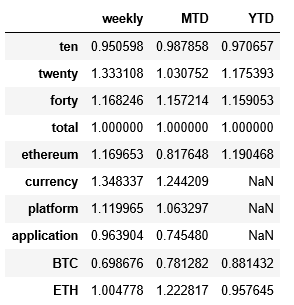 weekly MTD YTD
ten 0.950598 0.987858 0.970657
twenty 1.333108 1.030752 1.175393
forty 1.168246 1.157214 1.159053
total 1.000000 1.000000 1.000000
ethereum 1.169653 0.817648 1.190468
currency 1.348337 1.244209 NaN
platform 1.119965 1.063297 NaN
application 0.963904 0.745480 NaN
BTC 0.698676 0.781282 0.881432
ETH 1.004778 1.222817 0.957645